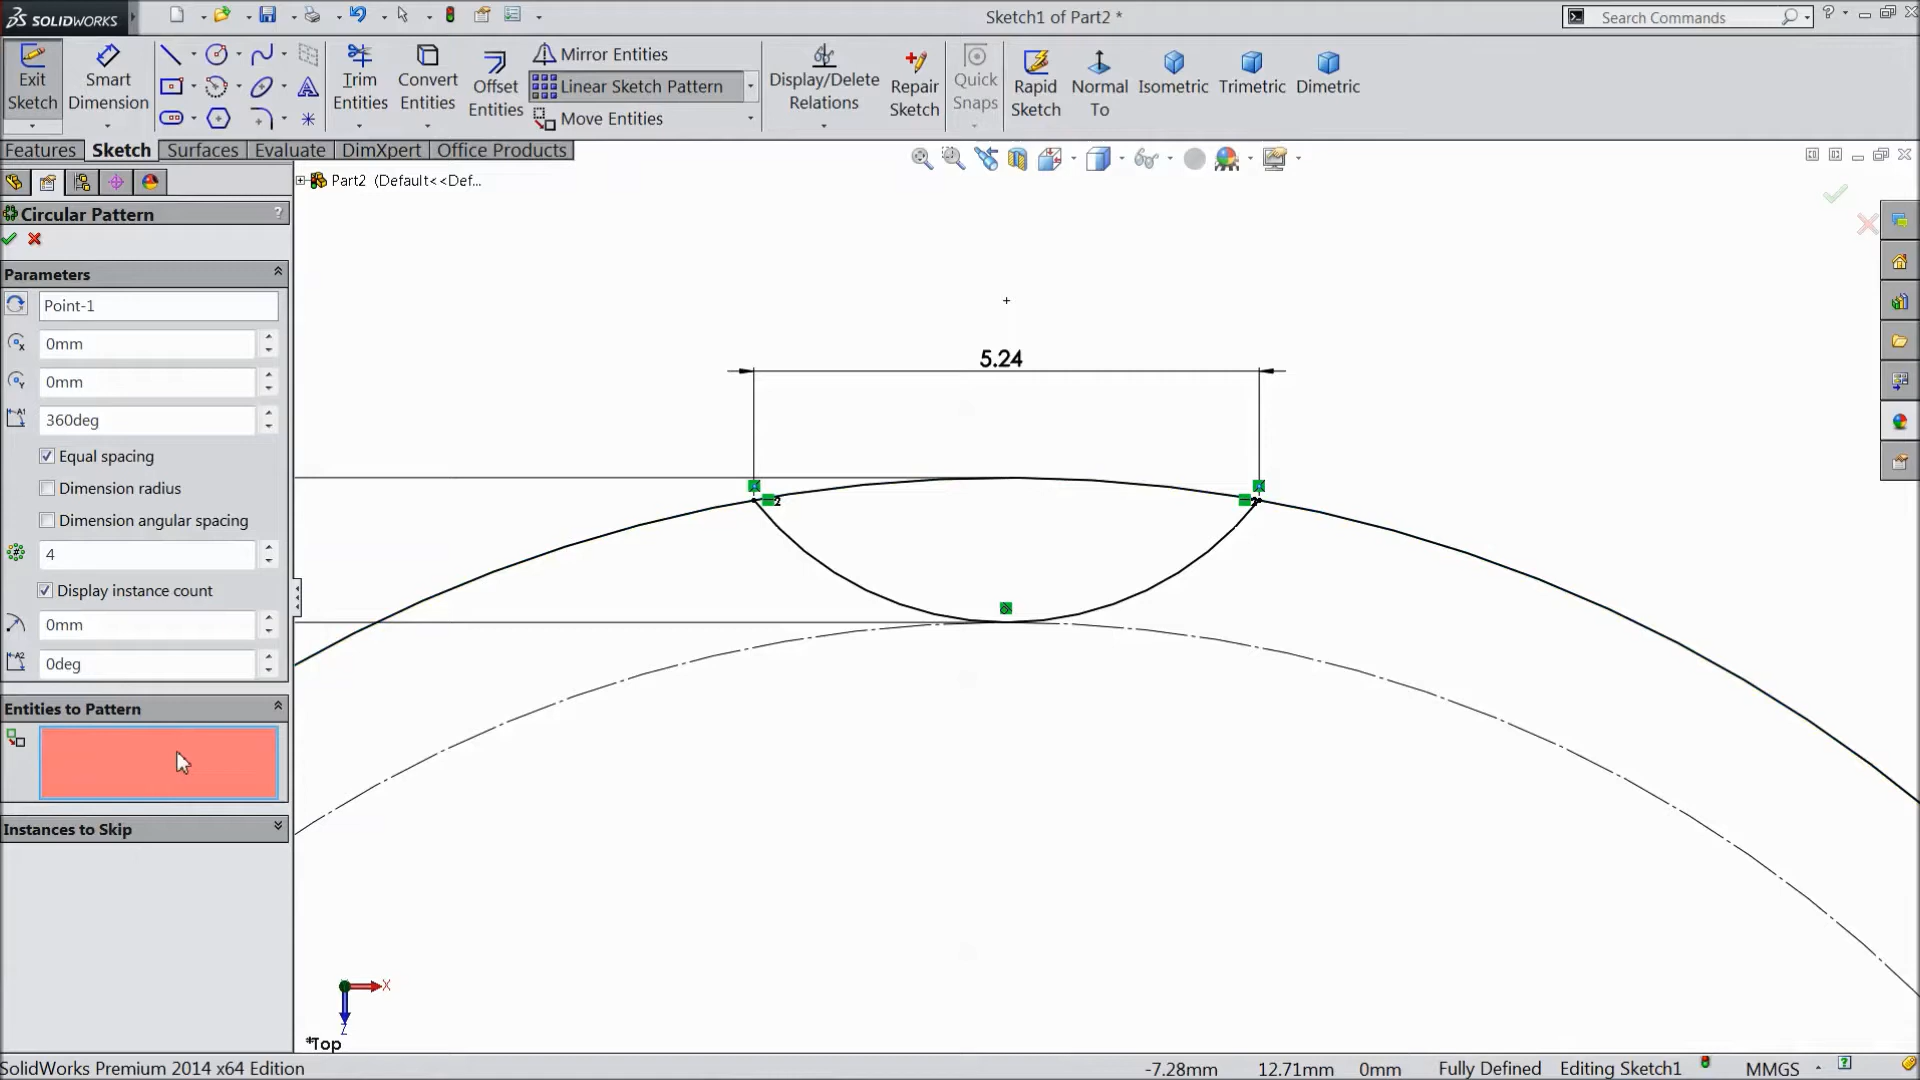 SOLIDWORKS
Sketch1 of Part2 *
Search Commands
Exit Sketch
Smart Dimension
Trim Entities
Convert Entities
Offset Entities
Mirror Entities
Linear Sketch Pattern
Move Entities
Display/Delete Relations
Repair Sketch
Quick Snaps
Rapid Sketch
Normal To
Isometric
Trimetric
Dimetric
Features
Sketch
Surfaces
Evaluate
DimXpert
Office Products
Part2 (Default<<Def...
Circular Pattern
?
Parameters
Point-1
0mm
0mm
360deg
Equal spacing
Dimension radius
Dimension angular spacing
4
Display instance count
0mm
0deg
Entities to Pattern
Instances to Skip
5.24
2
2
X
Z
*Top
SolidWorks Premium 2014 x64 Edition
-7.28mm
12.71mm
0mm
Fully Defined
Editing Sketch1
MMGS